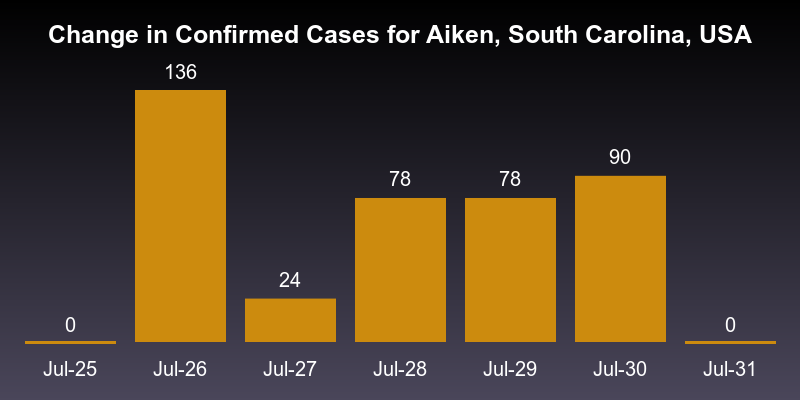 Change in Confirmed Cases for Aiken, South Carolina, USA
136
90
78
78
24
0
0
Jul-25
Jul-26
Jul-27
Jul-28
Jul-29
Jul-30
Jul-31